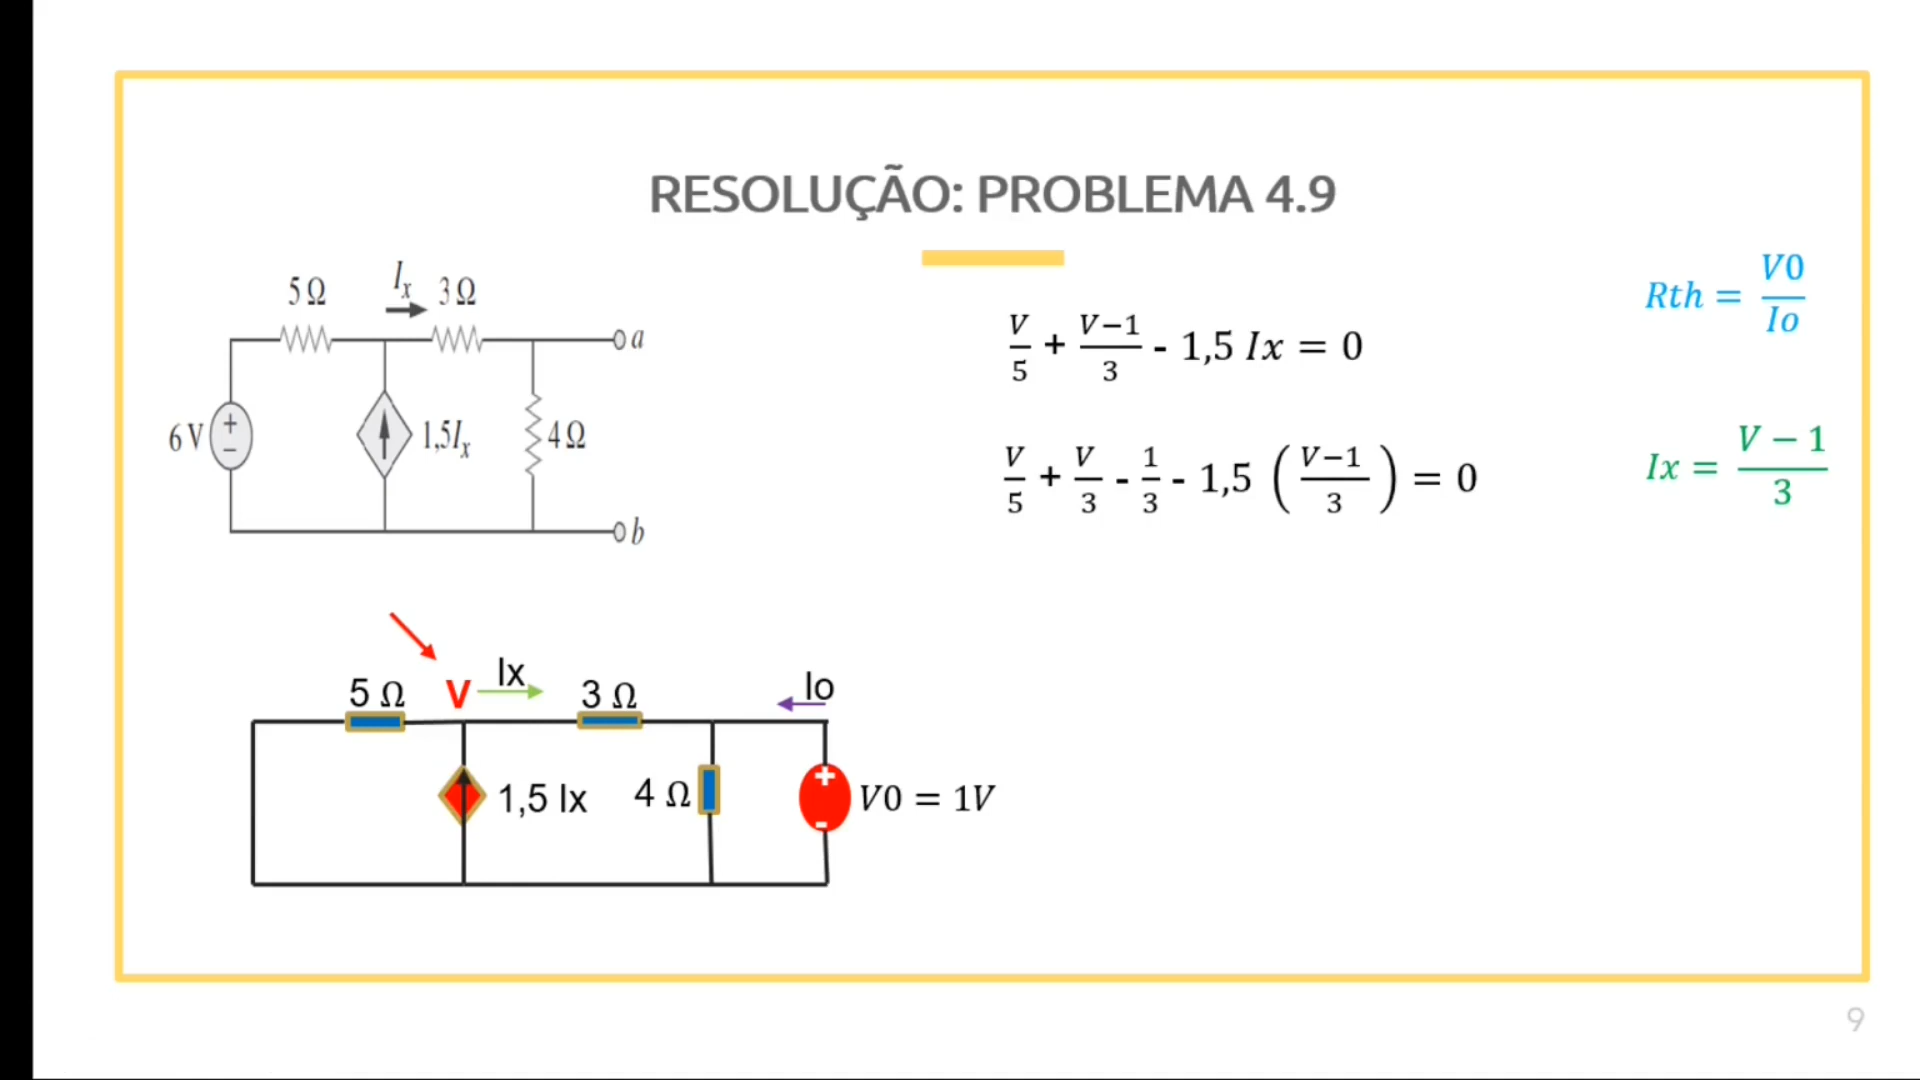 RESOLUÇÃO: PROBLEMA 4.9
5 Ω
Ix
3 Ω
a
6 V
+
−
1,5Ix
4 Ω
b
V/5 + V−1/3 - 1,5 Ix = 0
V/5 + V/3 - 1/3 - 1,5 (V−1/3) = 0
Rth = V0/Io
Ix = V − 1/3
5 Ω
V
Ix
3 Ω
Io
1,5 Ix
4 Ω
+
-
V0 = 1V
9